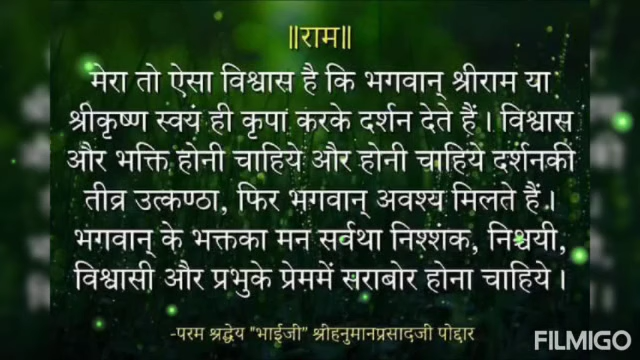 ॥राम॥
मेरा तो ऐसा विश्वास है कि भगवान् श्रीराम या
श्रीकृष्ण स्वयं ही कृपा करके दर्शन देते हैं। विश्वास
और भक्ति होनी चाहिये और होनी चाहिये दर्शनकी
तीव्र उत्कण्ठा, फिर भगवान् अवश्य मिलते हैं।
भगवान् के भक्तका मन सर्वथा निश्शंक, निश्चयी,
विश्वासी और प्रभुके प्रेममें सराबोर होना चाहिये।
-परम श्रद्धेय "भाईजी" श्रीहनुमानप्रसादजी पोद्दार
FILMIGO